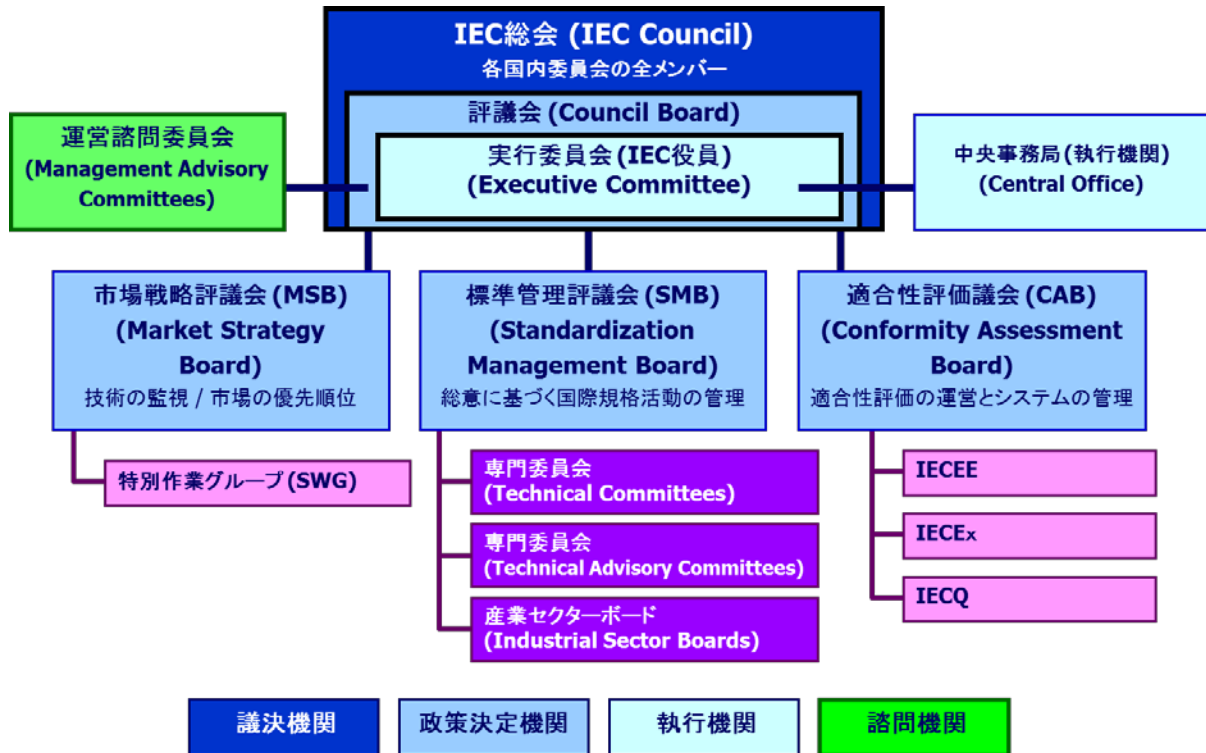 IEC総会 (IEC Council)
各国内委員会の全メンバー
評議会 (Council Board)
実行委員会 (IEC役員)
(Executive Committee)
運営諮問委員会
(Management Advisory
Committees)
中央事務局 (執行機関)
(Central Office)
市場戦略評議会 (MSB)
(Market Strategy
Board)
技術の監視 / 市場の優先順位
標準管理評議会 (SMB)
(Standardization
Management Board)
総意に基づく国際規格活動の管理
適合性評価議会 (CAB)
(Conformity Assessment
Board)
適合性評価の運営とシステムの管理
特別作業グループ (SWG)
専門委員会
(Technical Committees)
専門委員会
(Technical Advisory Committees)
産業セクターボード
(Industrial Sector Boards)
IECEE
IECEx
IECQ
議決機関
政策決定機関
執行機関
諮問機関